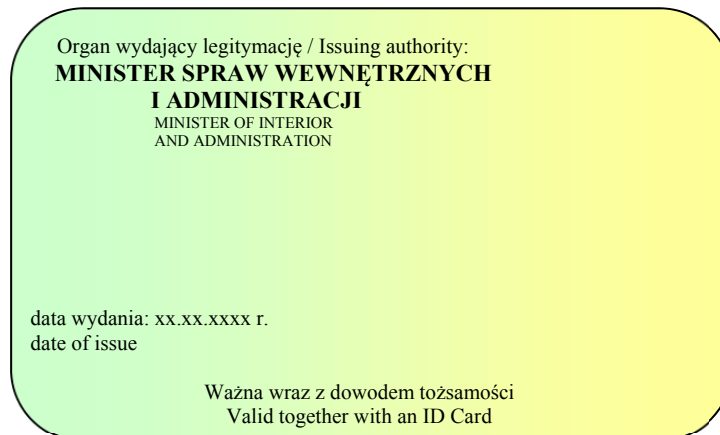 Organ wydający legitymację / Issuing authority:
MINISTER SPRAW WEWNĘTRZNYCH
I ADMINISTRACJI
MINISTER OF INTERIOR
AND ADMINISTRATION
data wydania: xx.xx.xxxx r.
date of issue
Ważna wraz z dowodem tożsamości
Valid together with an ID Card